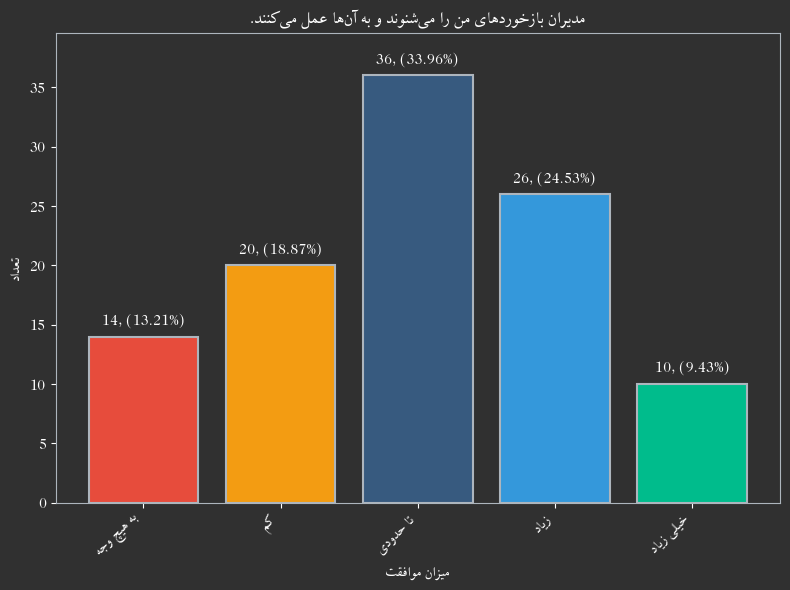 مدیران بازخوردهای من را می‌شنوند و به آن‌ها عمل می‌کنند.
36, (33.96%)
26, (24.53%)
20, (18.87%)
14, (13.21%)
10, (9.43%)
35
30
25
20
15
10
5
0
تعداد
به هیچ وجه
کم
تا حدودی
زیاد
خیلی زیاد
میزان موافقت